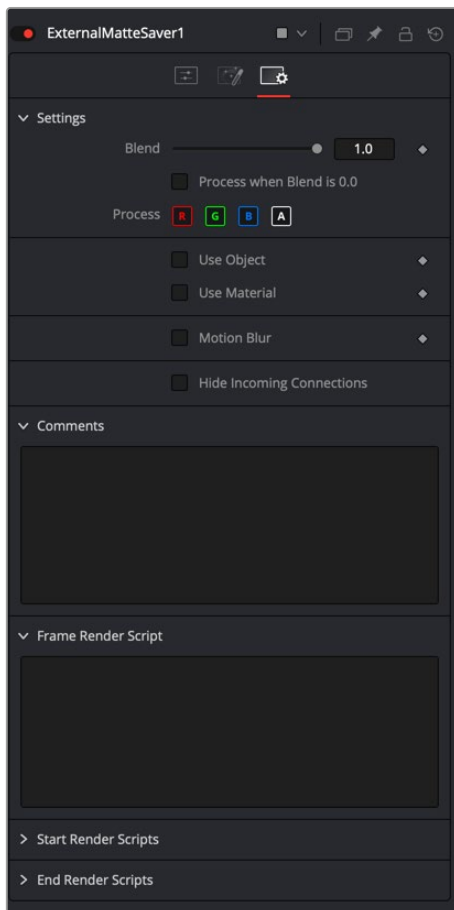 ExternalMatteSaver1
Settings
Blend 1.0
Process when Blend is 0.0
Process R G B A
Use Object
Use Material
Motion Blur
Hide Incoming Connections
Comments
Frame Render Script
Start Render Scripts
End Render Scripts